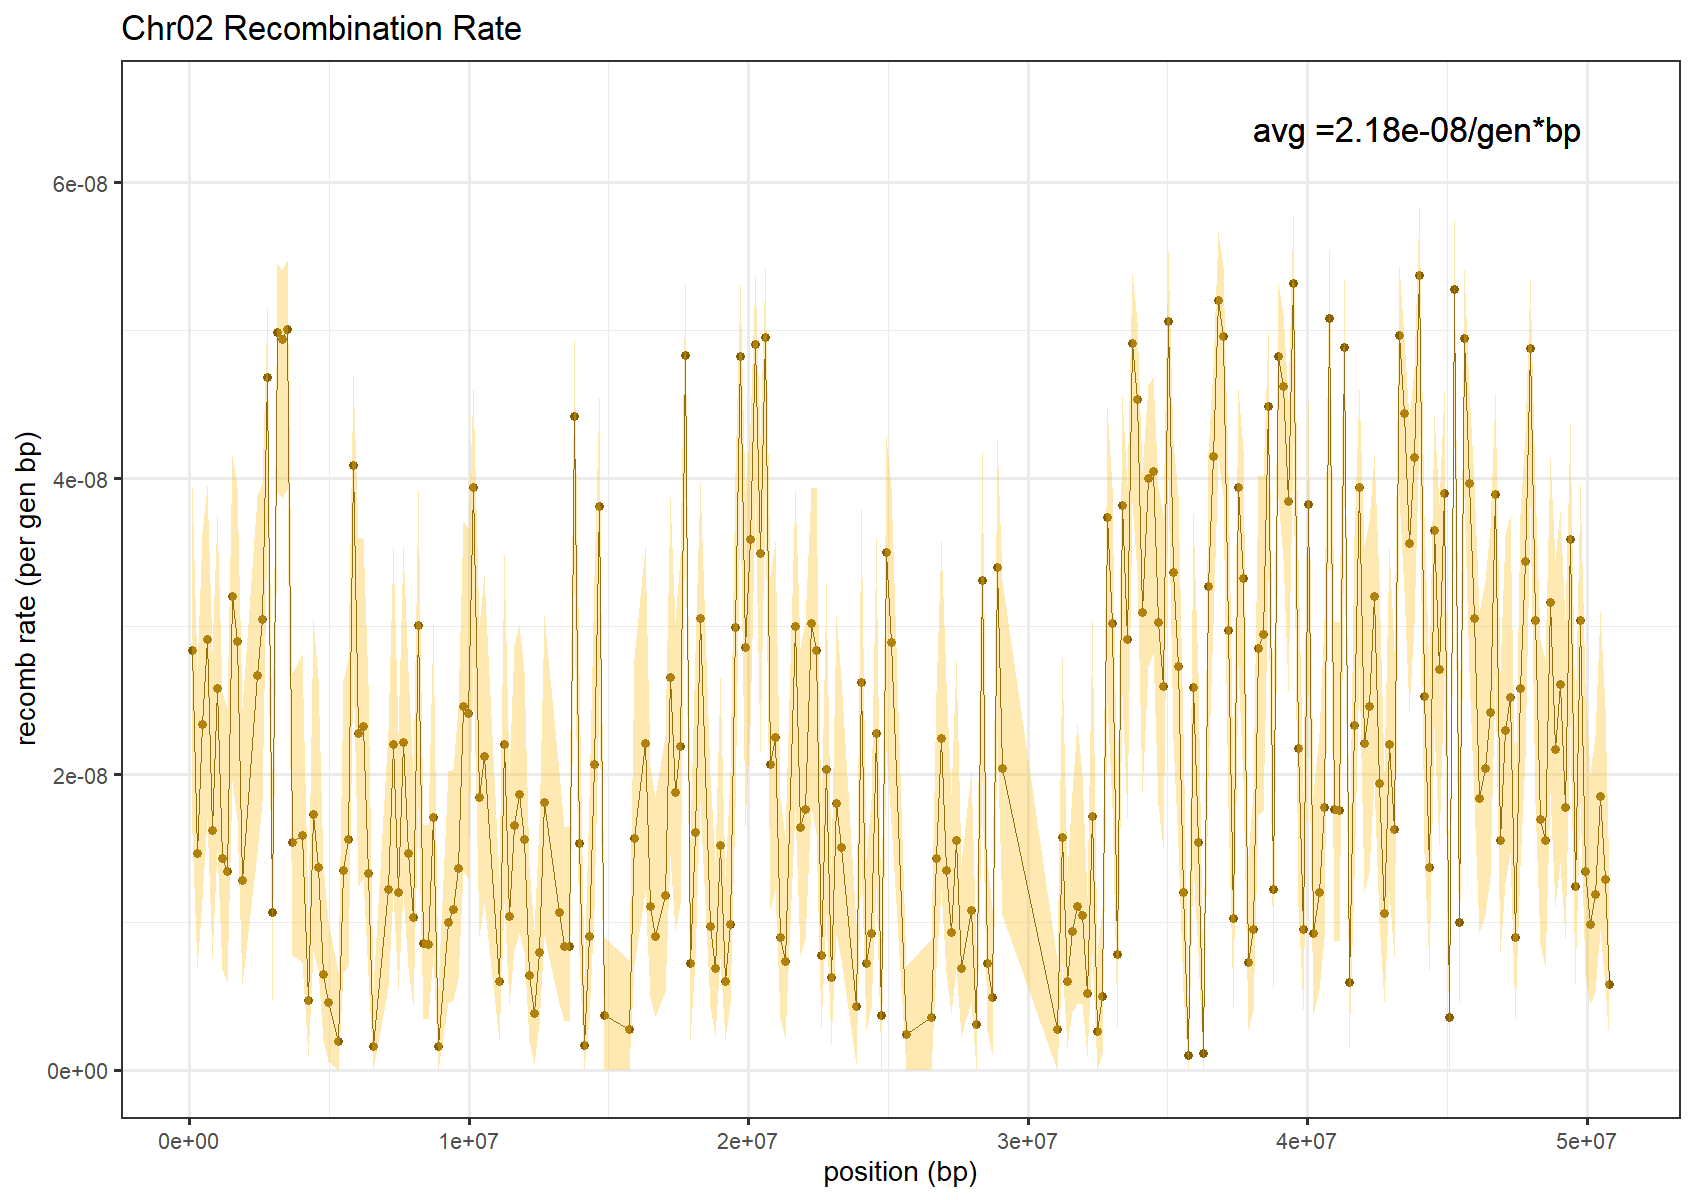 Chr02 Recombination Rate
avg =2.18e-08/gen*bp
recomb rate (per gen bp)
6e-08
4e-08
2e-08
0e+00
0e+00 1e+07 2e+07 3e+07 4e+07 5e+07
position (bp)